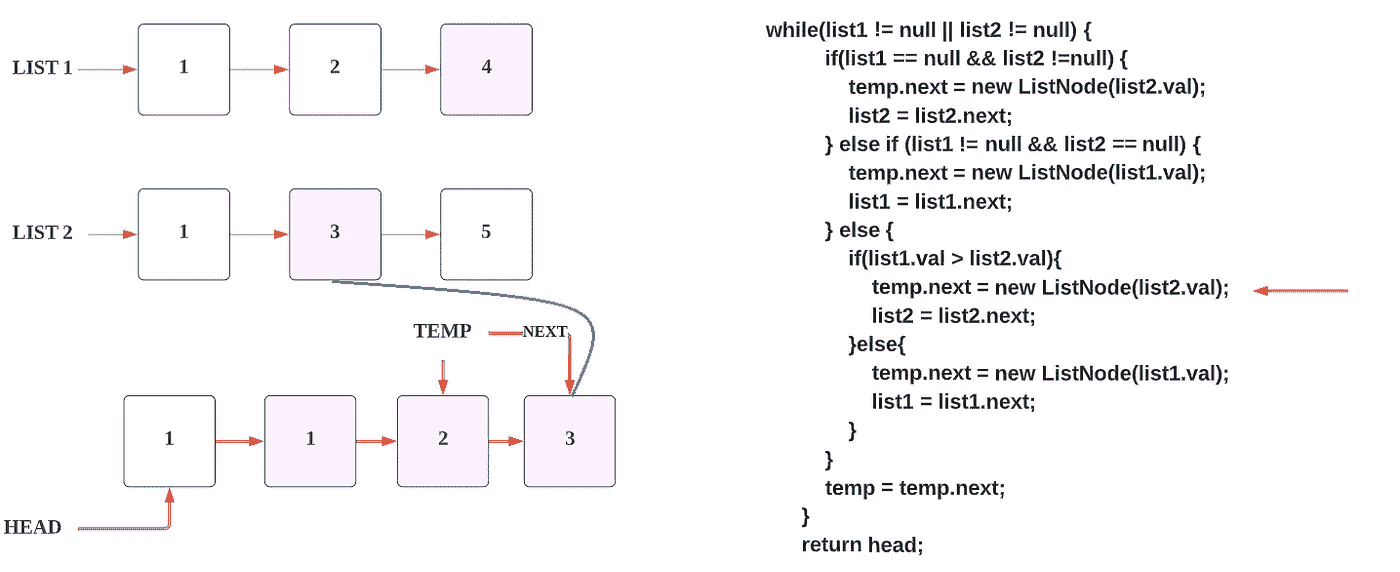 LIST 1
1
2
4
LIST 2
1
3
5
TEMP
NEXT
1
1
2
3
HEAD
while(list1 != null || list2 != null) {
if(list1 == null && list2 !=null) {
temp.next = new ListNode(list2.val);
list2 = list2.next;
} else if (list1 != null && list2 == null) {
temp.next = new ListNode(list1.val);
list1 = list1.next;
} else {
if(list1.val > list2.val){
temp.next = new ListNode(list2.val);
list2 = list2.next;
}else{
temp.next = new ListNode(list1.val);
list1 = list1.next;
}
}
temp = temp.next;
}
return head;